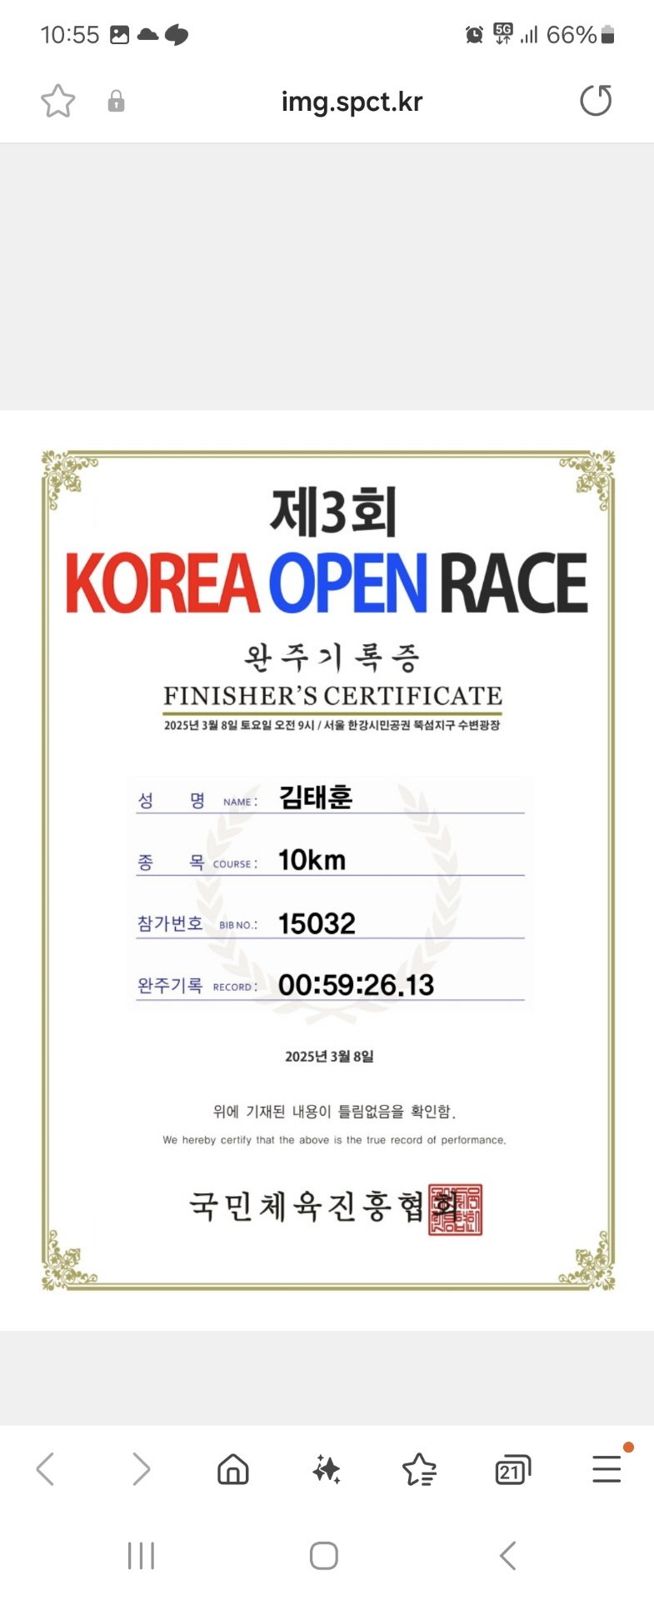 10:55 5G 66%
img.spct.kr
제3회
KOREA OPEN RACE
완주기록증
FINISHER'S CERTIFICATE
2025년 3월 8일 토요일 오전 9시 / 서울 한강시민공원 뚝섬지구 수변광장
성 명 NAME : 김태훈
종 목 COURSE : 10km
참가번호 BIB NO. : 15032
완주기록 RECORD : 00:59:26.13
2025년 3월 8일
위에 기재된 내용이 틀림없음을 확인함.
We hereby certify that the above is the true record of performance.
국민체육진흥협회
21